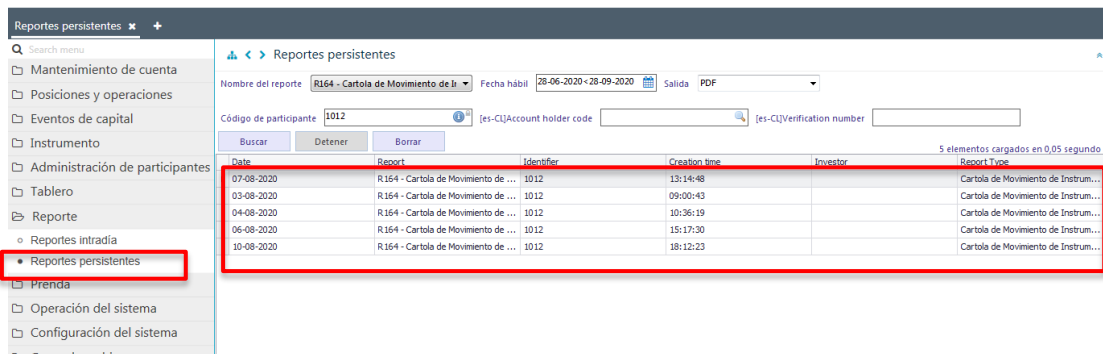 Reportes persistentes × +
Search menu
Mantenimiento de cuenta
Posiciones y operaciones
Eventos de capital
Instrumento
Administración de participantes
Tablero
Reporte
Reportes intradía
Reportes persistentes
Prenda
Operación del sistema
Configuración del sistema
Reportes persistentes
Nombre del reporte R164 - Cartola de Movimiento de Ir Fecha hábil 28-06-2020<28-09-2020 Salida PDF
Código de participante 1012 [es-CL]Account holder code [es-CL]Verification number
Buscar Detener Borrar
5 elementos cargados en 0,05 segundo
Date Report Identifier Creation time Investor Report Type
07-08-2020 R164 - Cartola de Movimiento de ... 1012 13:14:48 Cartola de Movimiento de Instrum...
03-08-2020 R164 - Cartola de Movimiento de ... 1012 09:00:43 Cartola de Movimiento de Instrum...
04-08-2020 R164 - Cartola de Movimiento de ... 1012 10:36:19 Cartola de Movimiento de Instrum...
06-08-2020 R164 - Cartola de Movimiento de ... 1012 15:17:30 Cartola de Movimiento de Instrum...
10-08-2020 R164 - Cartola de Movimiento de ... 1012 18:12:23 Cartola de Movimiento de Instrum...